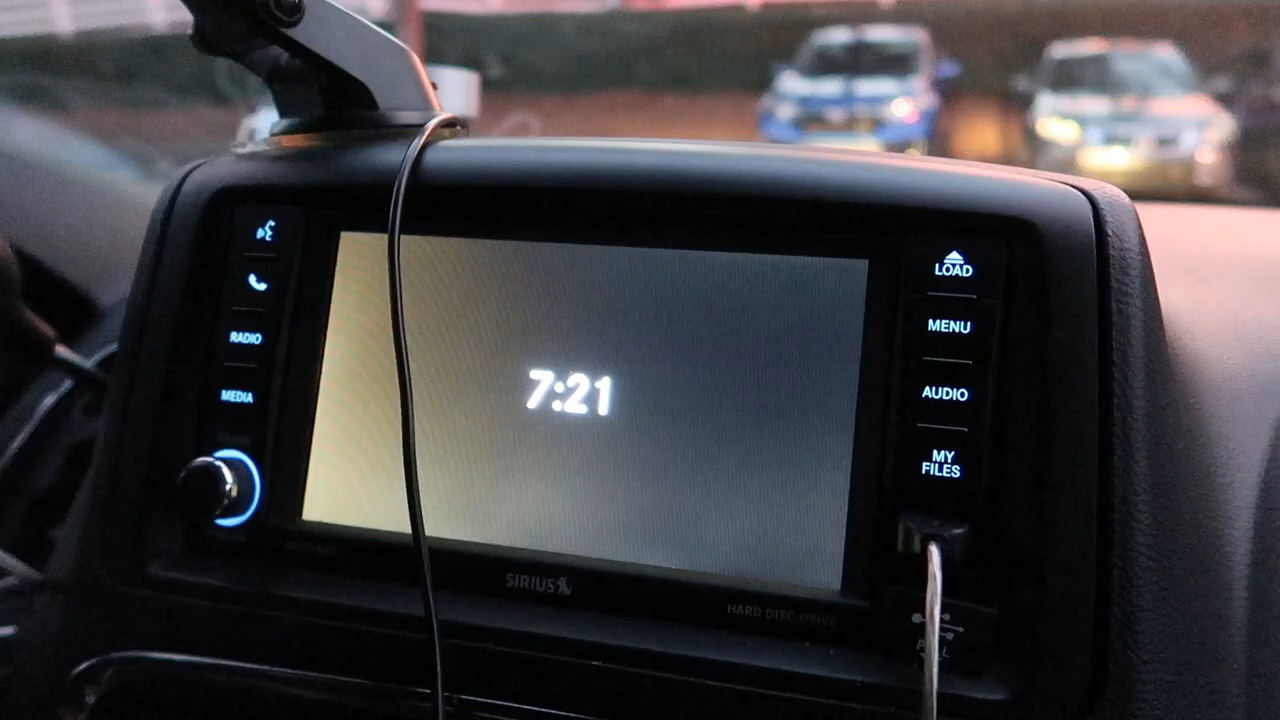 RADIO
MEDIA
7:21
LOAD
MENU
AUDIO
MY
FILES
SIRIUS
HARD DISC DRIVE